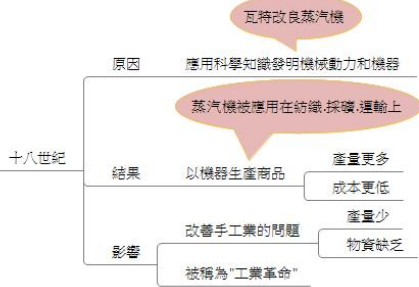 瓦特改良蒸汽機
原因
應用科學知識發明機械動力和機器
蒸汽機被應用在紡織.採礦.運輸上
十八世紀
結果
以機器生產商品
產量更多
成本更低
影響
改善手工業的問題
產量少
物資缺乏
被稱為"工業革命"